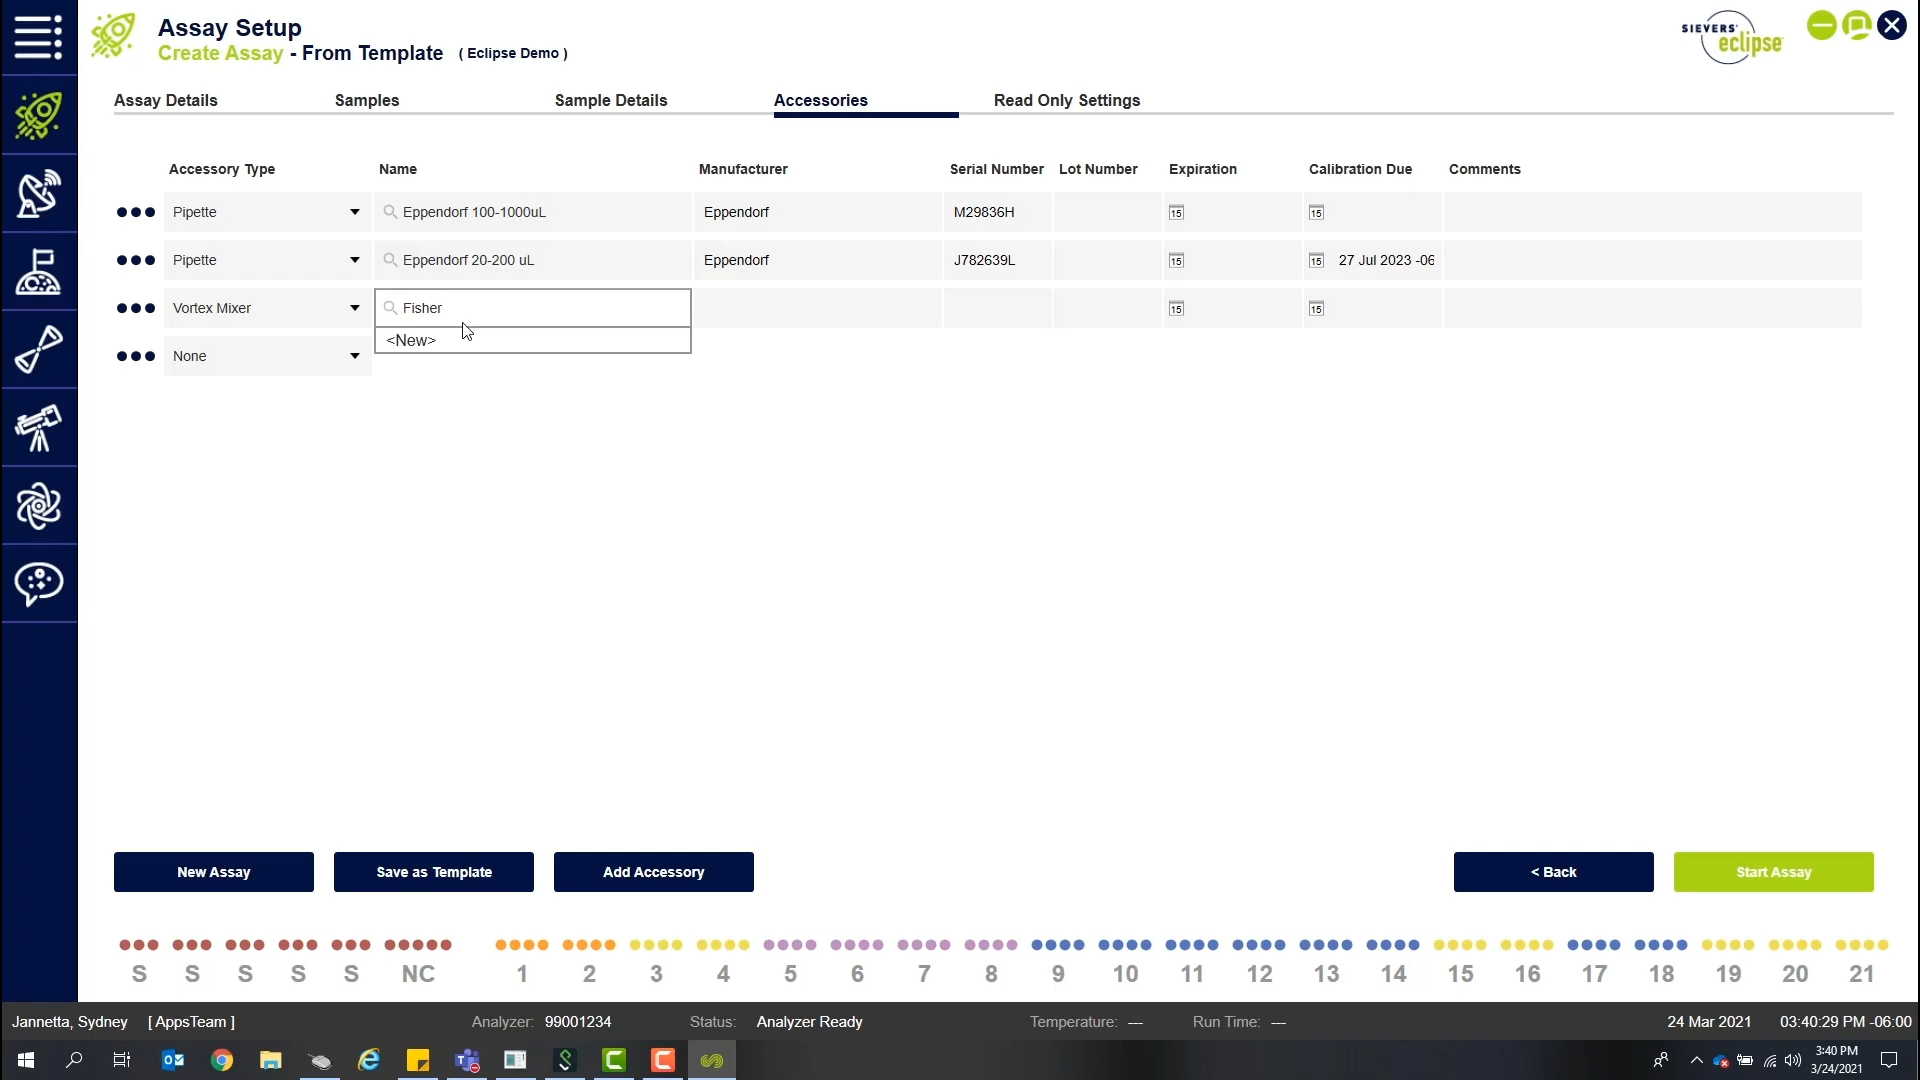 Assay Setup
Create Assay - From Template ( Eclipse Demo )
SIEVERS
eclipse
Assay Details Samples Sample Details Accessories Read Only Settings
Accessory Type Name Manufacturer Serial Number Lot Number Expiration Calibration Due Comments
Pipette Eppendorf 100-1000uL Eppendorf M29836H 15 15
Pipette Eppendorf 20-200 uL Eppendorf J782639L 15 15 27 Jul 2023 -06
Vortex Mixer Fisher 15 15
<New>
None
New Assay Save as Template Add Accessory < Back Start Assay
S S S S S NC 1 2 3 4 5 6 7 8 9 10 11 12 13 14 15 16 17 18 19 20 21
Jannetta, Sydney [ AppsTeam ] Analyzer: 99001234 Status: Analyzer Ready Temperature: --- Run Time: --- 24 Mar 2021 03:40:29 PM -06:00
3:40 PM
3/24/2021